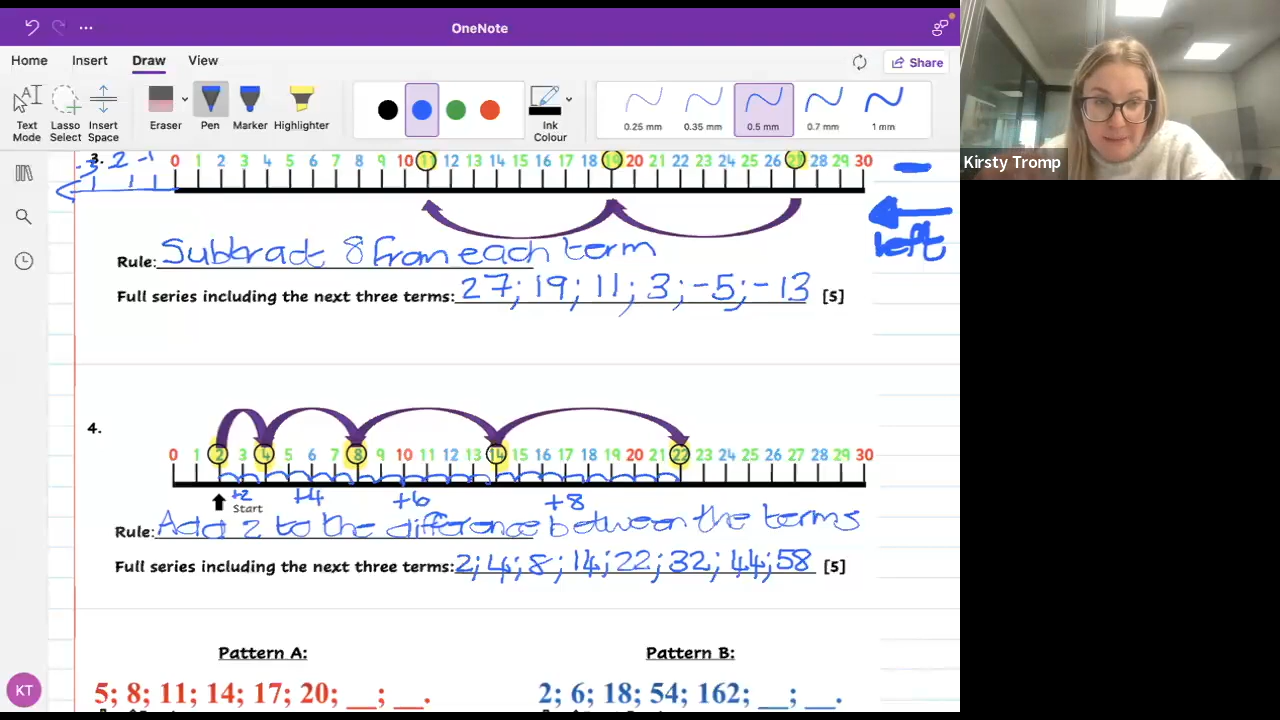 OneNote
Home Insert Draw View
Share
Text Mode Lasso Select Insert Space Eraser Pen Marker Highlighter Ink Colour 0.25 mm 0.35 mm 0.5 mm 0.7 mm 1 mm
Kirsty Tromp
-3 -2 -1
3. 0 1 2 3 4 5 6 7 8 9 10 11 12 13 14 15 16 17 18 19 20 21 22 23 24 25 26 27 28 29 30
left
Rule: Subtract 8 from each term
Full series including the next three terms: 27; 19; 11; 3; -5; -13 [5]
4.
0 1 2 3 4 5 6 7 8 9 10 11 12 13 14 15 16 17 18 19 20 21 22 23 24 25 26 27 28 29 30
+2 +4 +6 +8
Start
Rule: Add 2 to the difference between the terms
Full series including the next three terms: 2; 4; 8; 14; 22; 32; 44; 58 [5]
Pattern A: Pattern B:
KT
5; 8; 11; 14; 17; 20; __; __. 2; 6; 18; 54; 162; __; __.